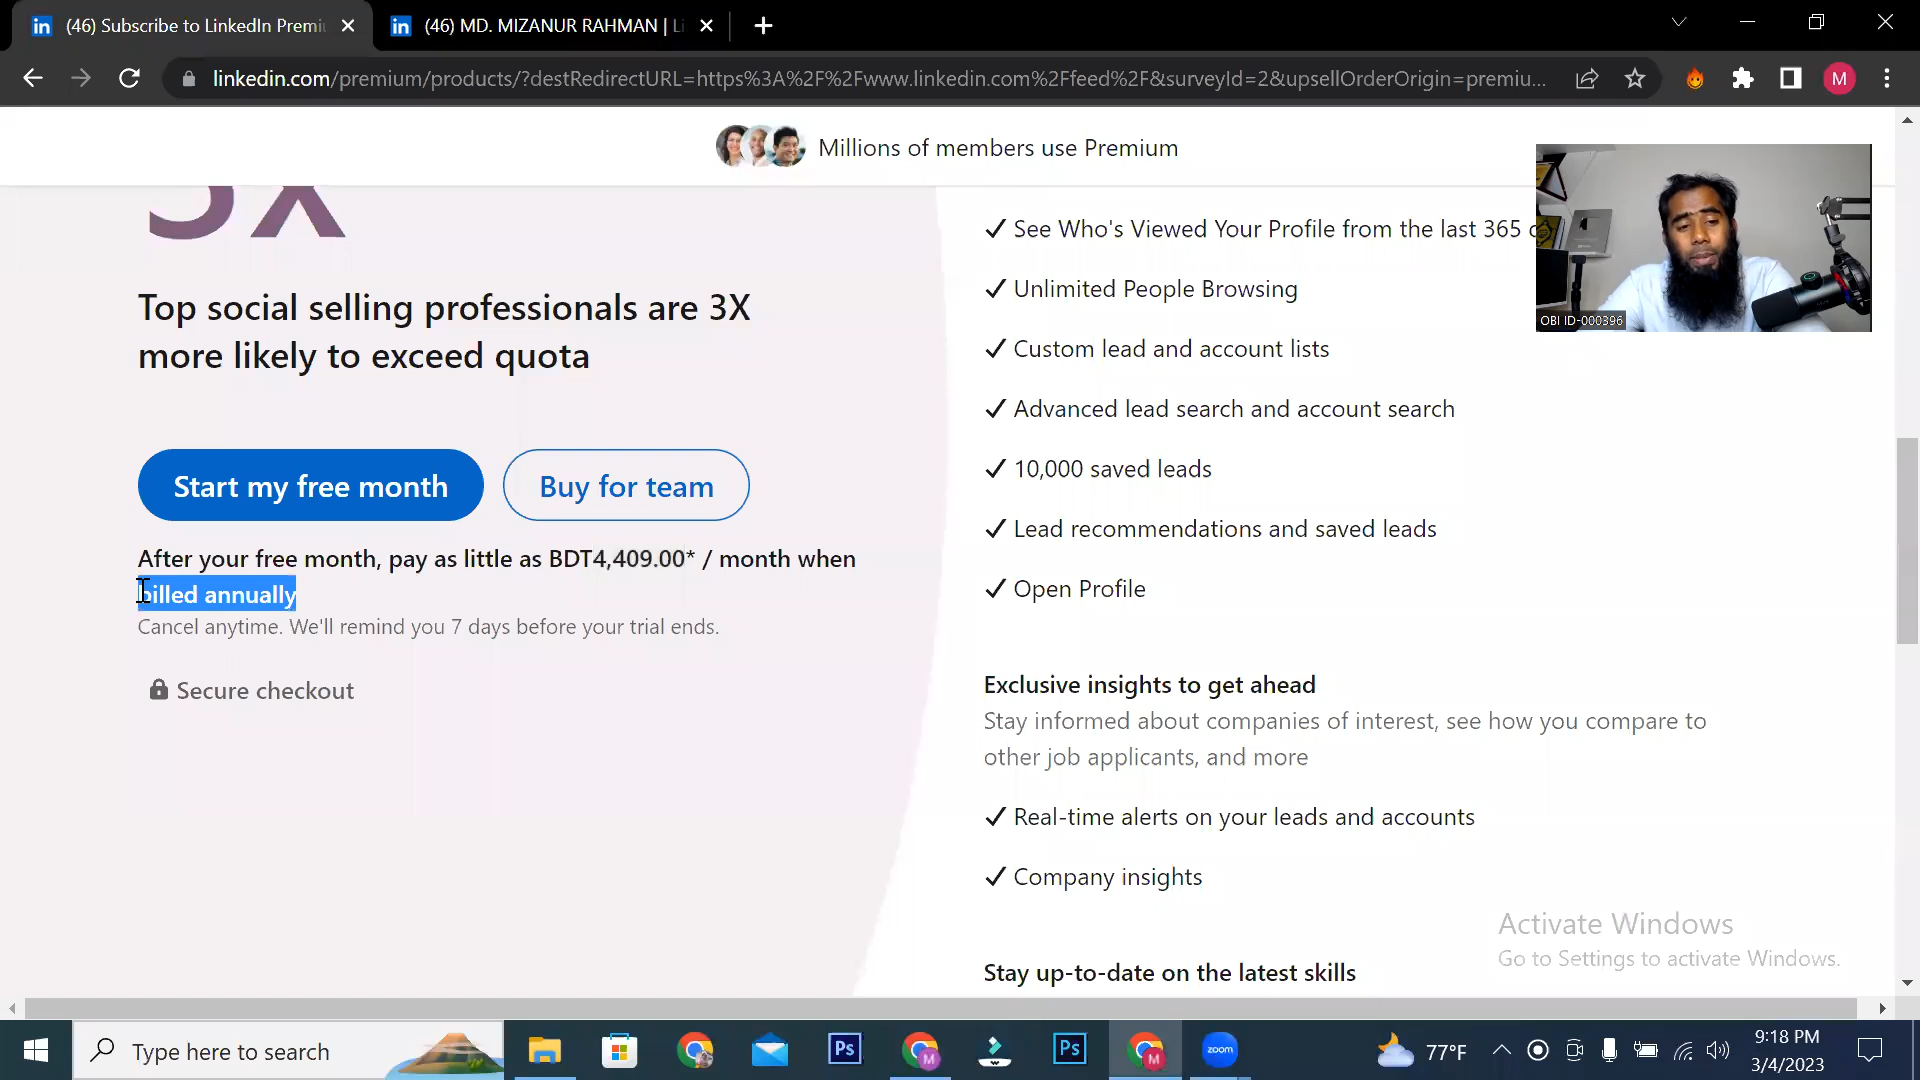 (46) Subscribe to LinkedIn Premi
(46) MD. MIZANUR RAHMAN | Li
linkedin.com/premium/products/?destRedirectURL=https%3A%2F%2Fwww.linkedin.com%2Ffeed%2F&surveyId=2&upsellOrderOrigin=premiu...
M
Millions of members use Premium
3X
Top social selling professionals are 3X
more likely to exceed quota
Start my free month
Buy for team
After your free month, pay as little as BDT4,409.00* / month when
billed annually
Cancel anytime. We'll remind you 7 days before your trial ends.
Secure checkout
✓ See Who's Viewed Your Profile from the last 365
✓ Unlimited People Browsing
✓ Custom lead and account lists
✓ Advanced lead search and account search
✓ 10,000 saved leads
✓ Lead recommendations and saved leads
✓ Open Profile
Exclusive insights to get ahead
Stay informed about companies of interest, see how you compare to
other job applicants, and more
✓ Real-time alerts on your leads and accounts
✓ Company insights
Stay up-to-date on the latest skills
OBI ID-000396
Activate Windows
Go to Settings to activate Windows.
Type here to search
Ps
M
Ps
M
zoom
77°F
9:18 PM
3/4/2023